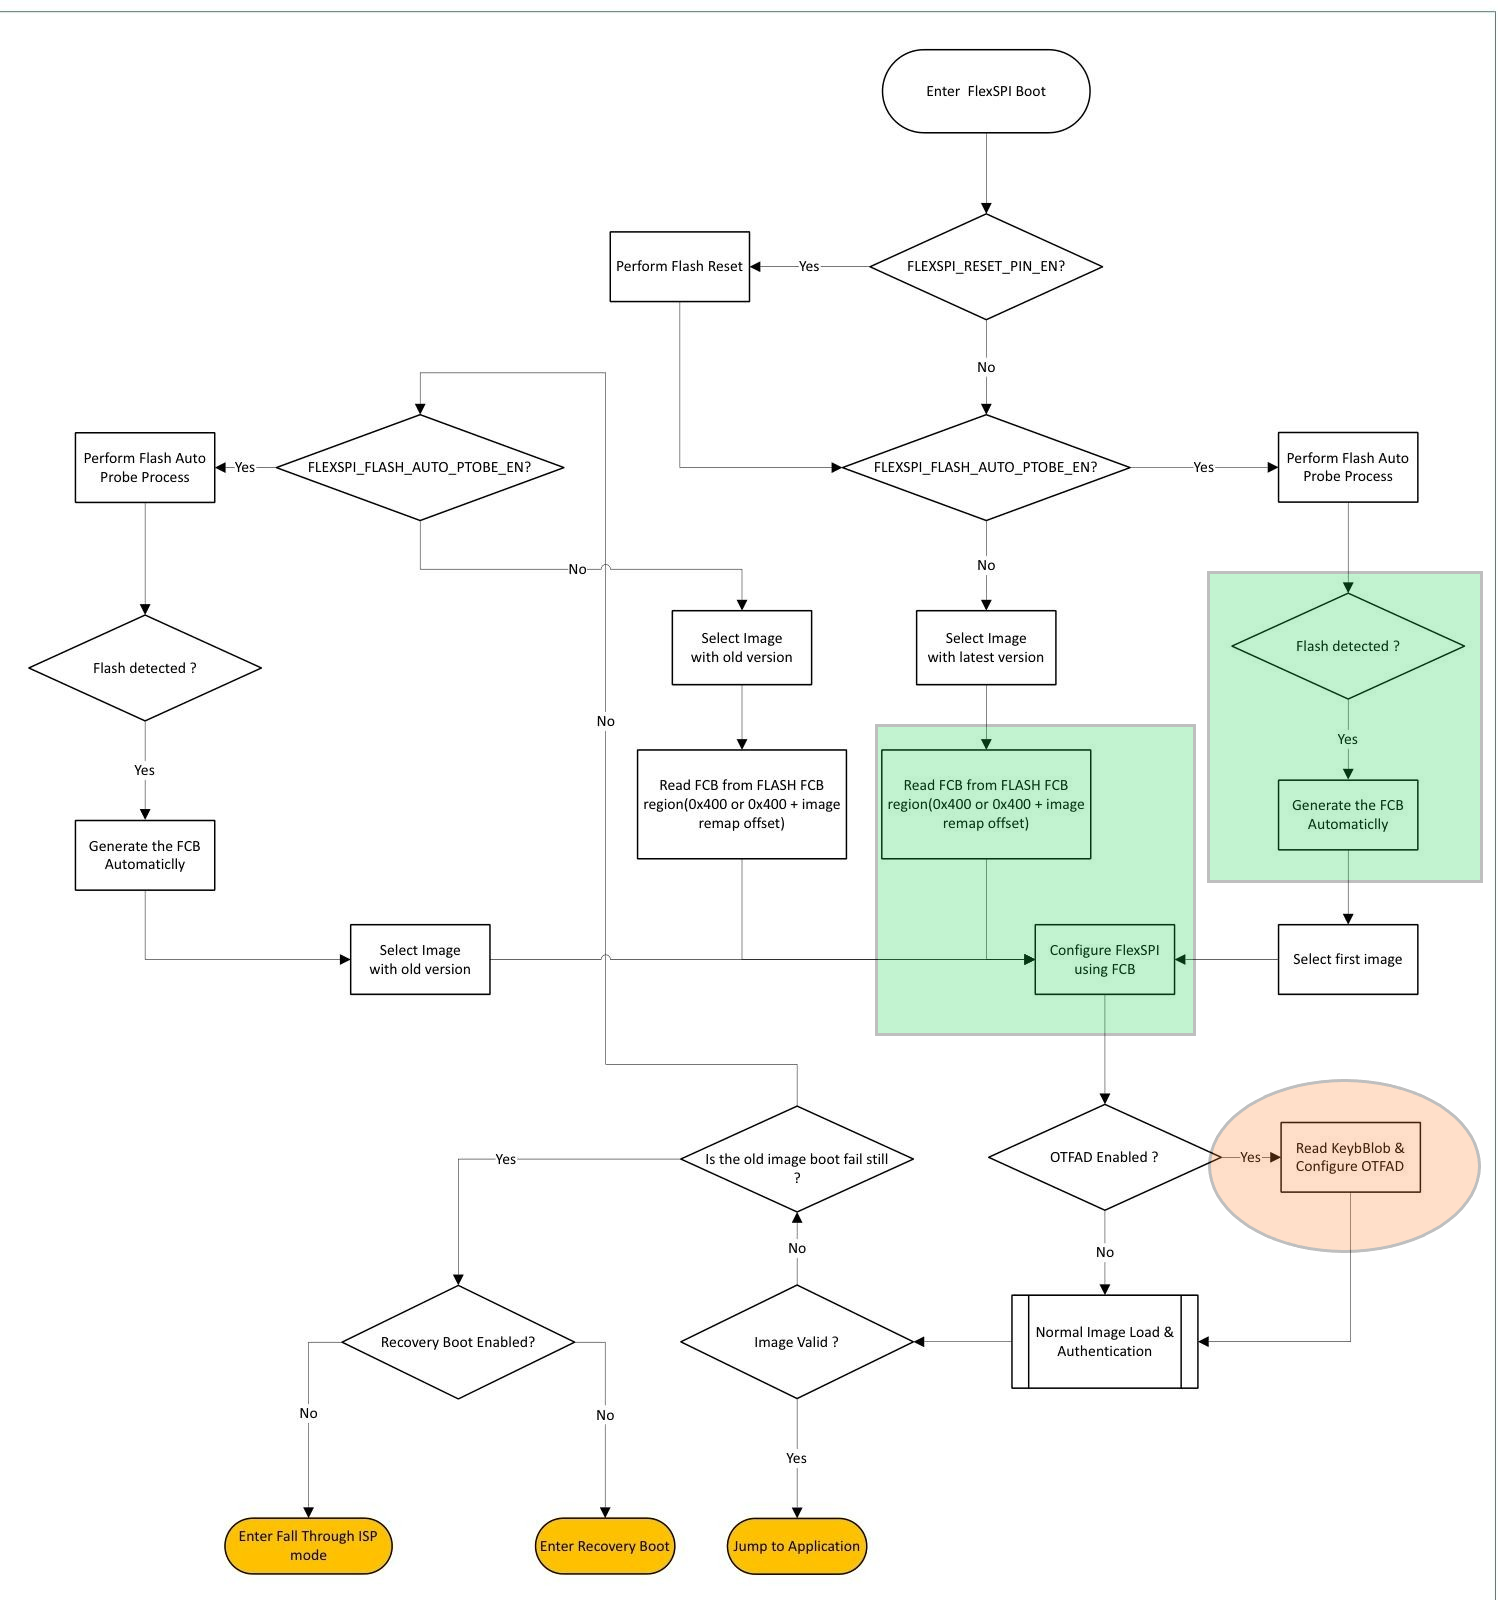 Enter  FlexSPI Boot
Perform Flash Reset
Yes
FLEXSPI_RESET_PIN_EN?
No
Perform Flash Auto
Probe Process
Yes
FLEXSPI_FLASH_AUTO_PTOBE_EN?
FLEXSPI_FLASH_AUTO_PTOBE_EN?
Yes
Perform Flash Auto
Probe Process
No
No
Select Image
with old version
Select Image
with latest version
Flash detected ?
Flash detected ?
No
Yes
Yes
Read FCB from FLASH FCB
region(0x400 or 0x400 + image
remap offset)
Read FCB from FLASH FCB
region(0x400 or 0x400 + image
remap offset)
Generate the FCB
Automaticlly
Generate the FCB
Automaticlly
Select Image
with old version
Configure FlexSPI
using FCB
Select first image
Yes
Is the old image boot fail still
?
OTFAD Enabled ?
Yes
Read KeybBlob &
Configure OTFAD
No
No
Recovery Boot Enabled?
Image Valid ?
Normal Image Load &
Authentication
No
No
Yes
Enter Fall Through ISP
mode
Enter Recovery Boot
Jump to Application